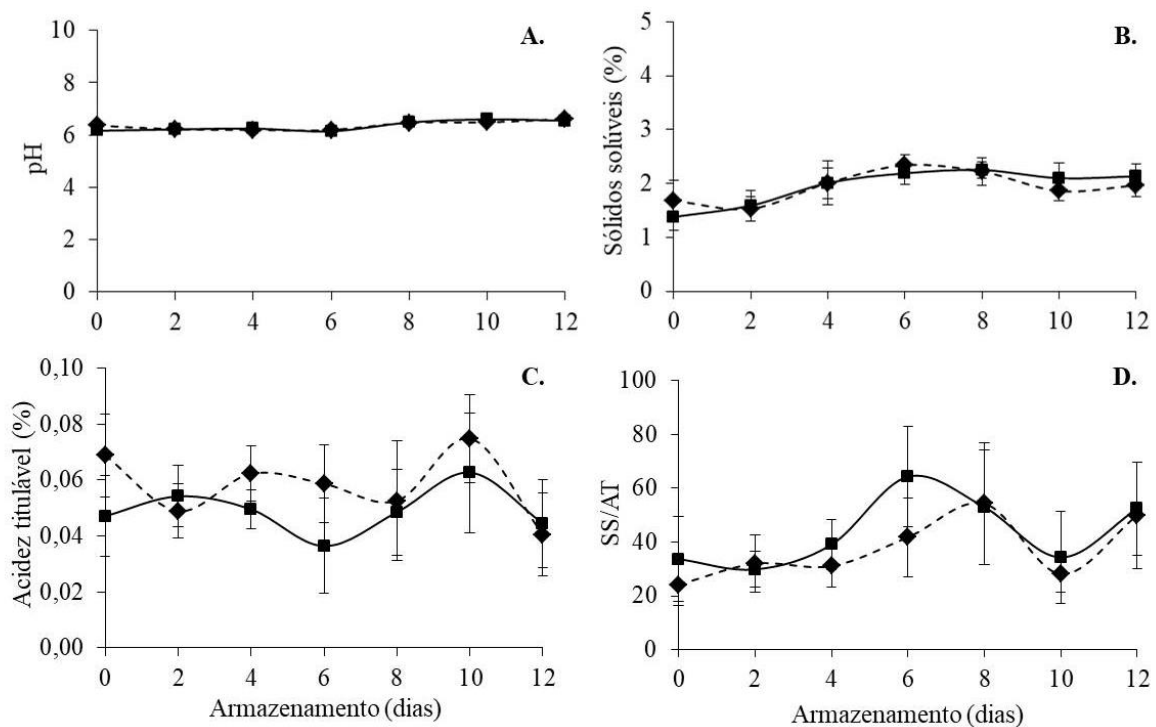 A.
pH
10
8
6
4
2
0
0 2 4 6 8 10 12
B.
Sólidos solúveis (%)
5
4
3
2
1
0
0 2 4 6 8 10 12
C.
Acidez titulável (%)
0,10
0,08
0,06
0,04
0,02
0,00
0 2 4 6 8 10 12
Armazenamento (dias)
D.
SS/AT
100
80
60
40
20
0
0 2 4 6 8 10 12
Armazenamento (dias)